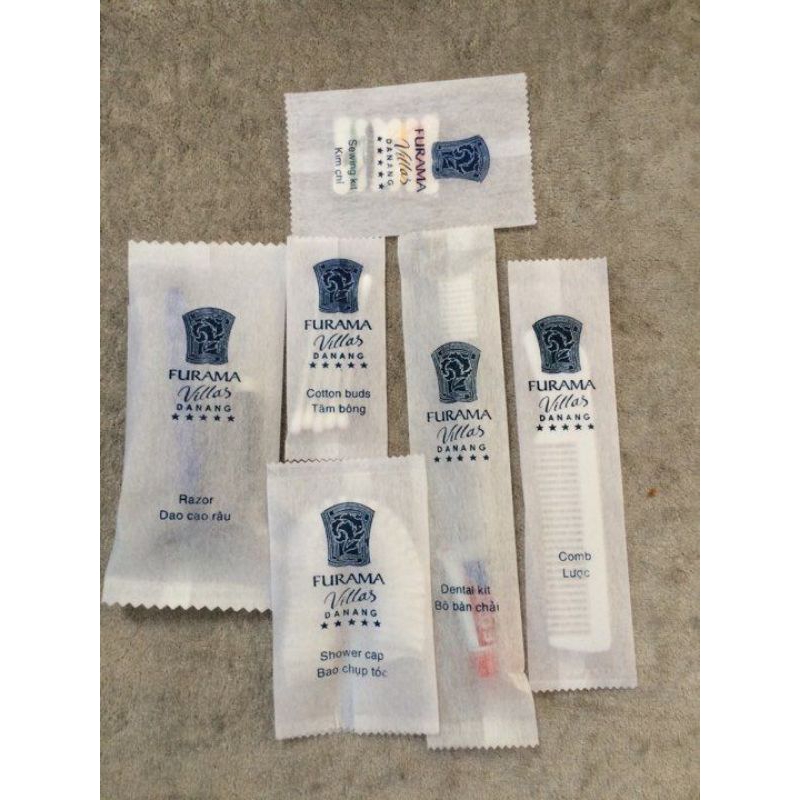 FURAMA
Villas
DANANG
★★★★★
Sewing kit
Kim chỉ
FURAMA
Villas
DANANG
★★★★★
Razor
Dao cạo râu
FURAMA
Villas
DANANG
★★★★★
Cotton buds
Tăm bông
FURAMA
Villas
DANANG
★★★★★
Dental kit
Bộ bàn chải
FURAMA
Villas
DANANG
★★★★★
Comb
Lược
FURAMA
Villas
DANANG
★★★★★
Shower cap
Bao chụp tóc